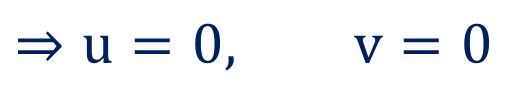 ⇒ u = 0,  v = 0